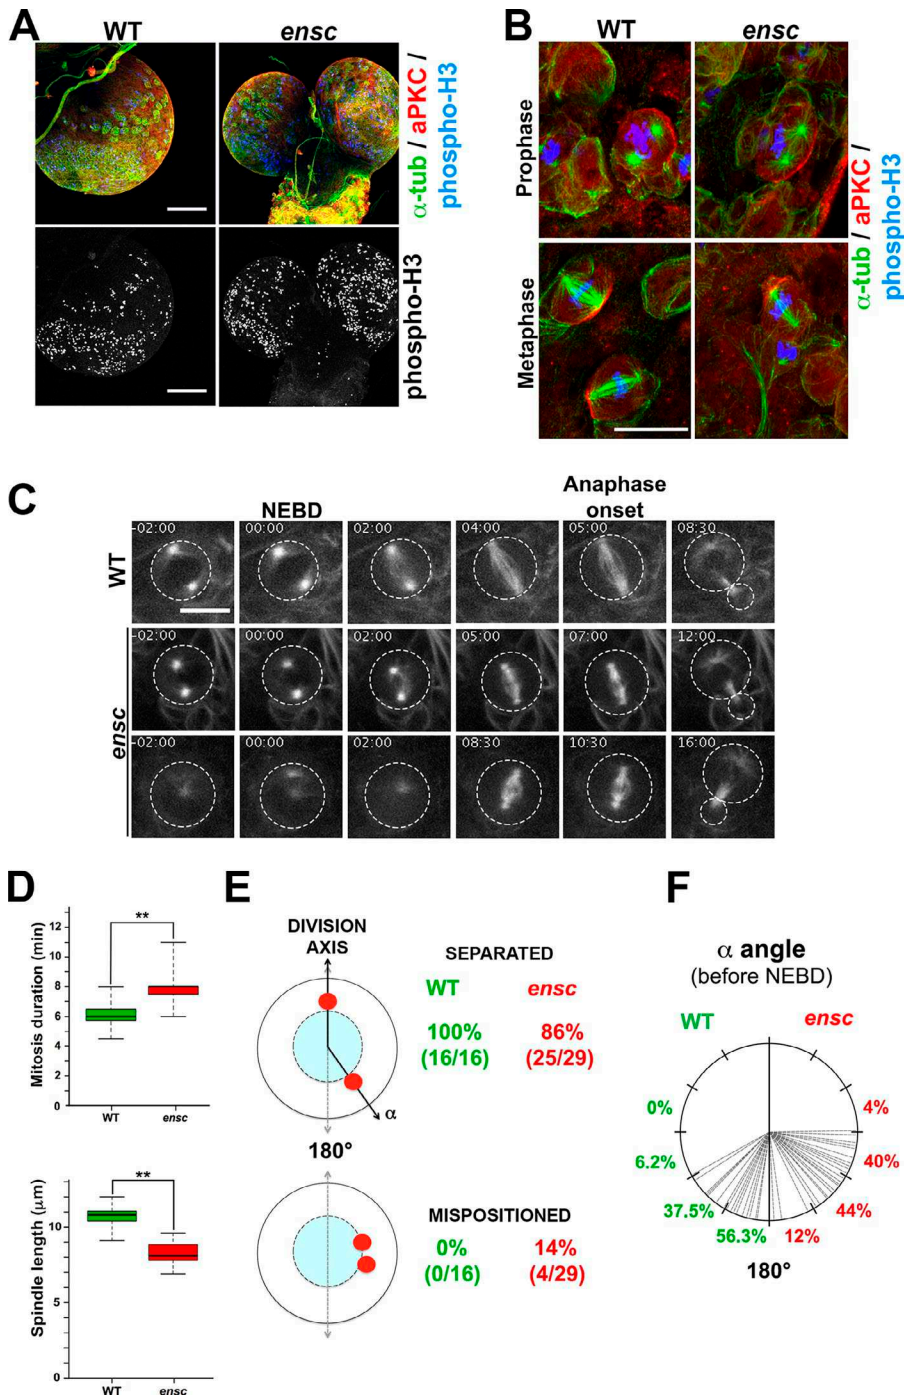 A
WT
ensc
α-tub / aPKC /
phospho-H3
phospho-H3
B
WT
ensc
Prophase
Metaphase
α-tub / aPKC /
phospho-H3
C
NEBD
Anaphase
onset
WT
-02:00
00:00
02:00
04:00
05:00
08:30
ensc
-02:00
00:00
02:00
05:00
07:00
12:00
-02:00
00:00
02:00
08:30
10:30
16:00
D
Mitosis duration (min)
12
10
8
6
4
2
0
**
WT
ensc
Spindle length (μm)
10
5
0
**
WT
ensc
E
DIVISION
AXIS
α
180°
SEPARATED
WT
ensc
100%
86%
(16/16)
(25/29)
MISPOSITIONED
0%
14%
(0/16)
(4/29)
F
α angle
(before NEBD)
WT
ensc
0%
4%
6.2%
40%
37.5%
44%
56.3%
12%
180°